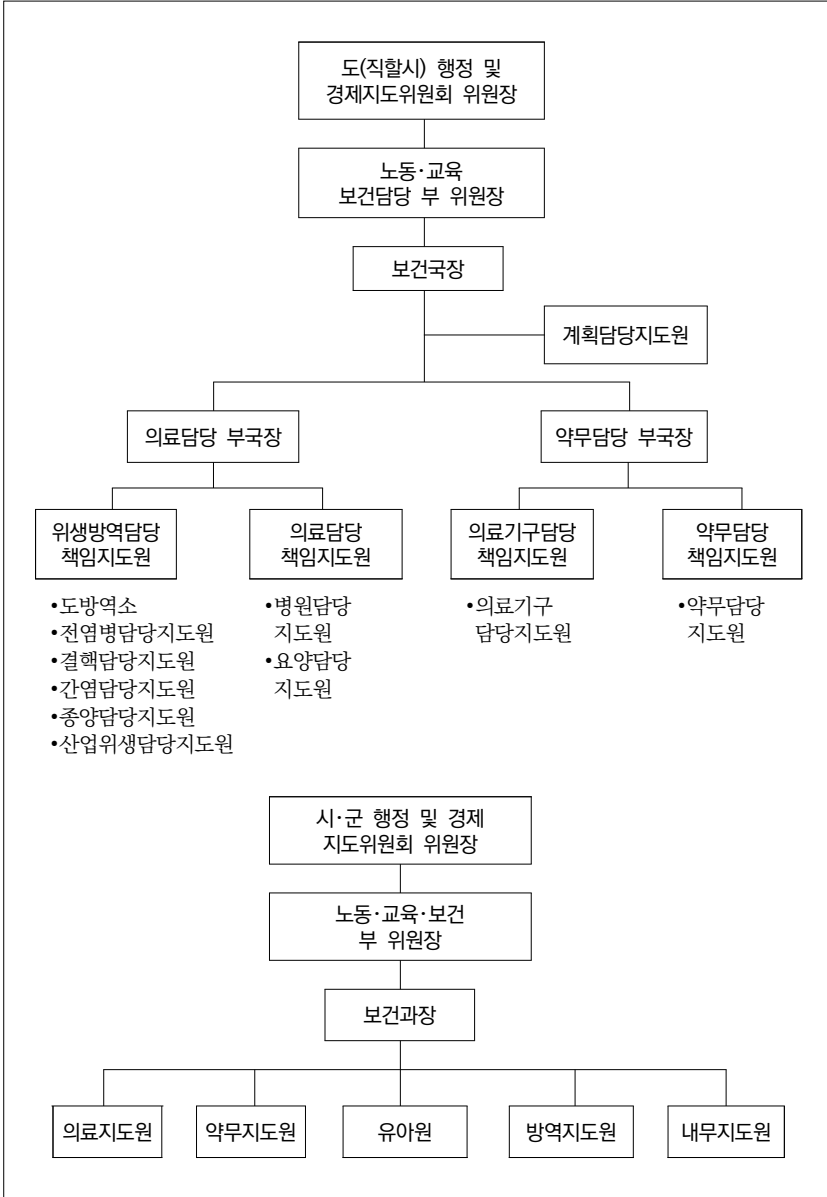 도(직할시) 행정 및
경제지도위원회 위원장
노동·교육
보건담당 부 위원장
보건국장
계획담당지도원
의료담당 부국장
약무담당 부국장
위생방역담당
책임지도원
의료담당
책임지도원
의료기구담당
책임지도원
약무담당
책임지도원
•도방역소
•전염병담당지도원
•결핵담당지도원
•간염담당지도원
•종양담당지도원
•산업위생담당지도원
•병원담당
지도원
•요양담당
지도원
•의료기구
담당지도원
•약무담당
지도원
시·군 행정 및 경제
지도위원회 위원장
노동·교육·보건
부 위원장
보건과장
의료지도원
약무지도원
유아원
방역지도원
내무지도원